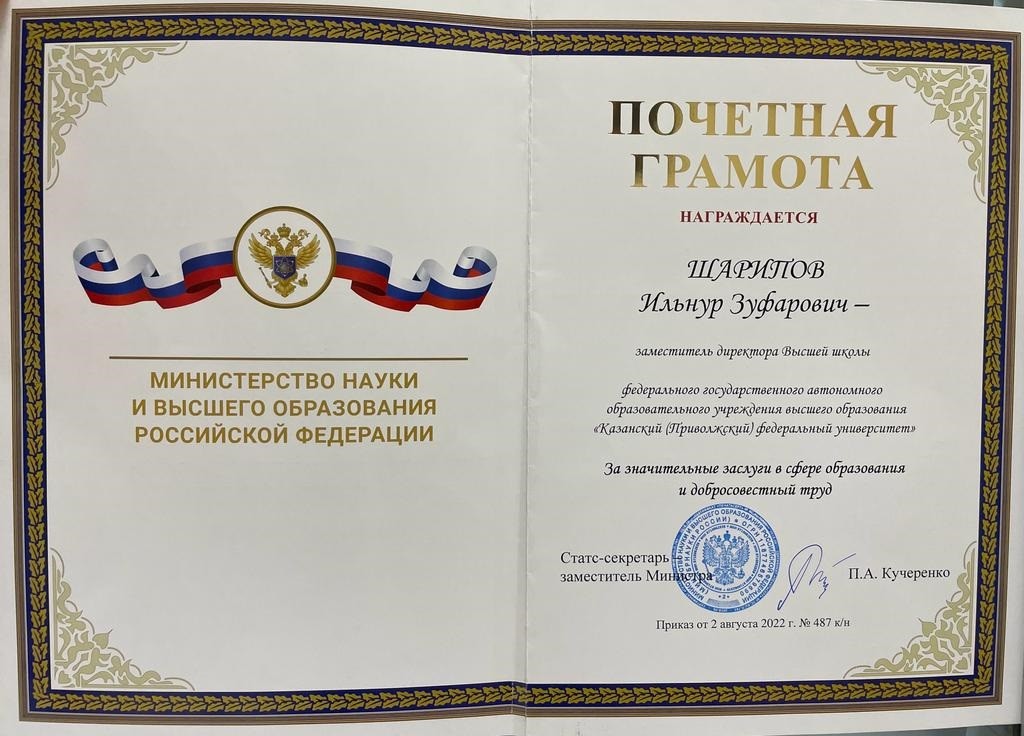 МИНИСТЕРСТВО НАУКИ
И ВЫСШЕГО ОБРАЗОВАНИЯ
РОССИЙСКОЙ ФЕДЕРАЦИИ
ПОЧЕТНАЯ
ГРАМОТА
НАГРАЖДАЕТСЯ
ШАРИПОВ
Ильнур Зуфарович –
заместитель директора Высшей школы
федерального государственного автономного
образовательного учреждения высшего образования
«Казанский (Приволжский) федеральный университет»
За значительные заслуги в сфере образования
и добросовестный труд
Статс-секретарь –
заместитель Министра
П.А. Кучеренко
Приказ от 2 августа 2022 г. № 487 к/н